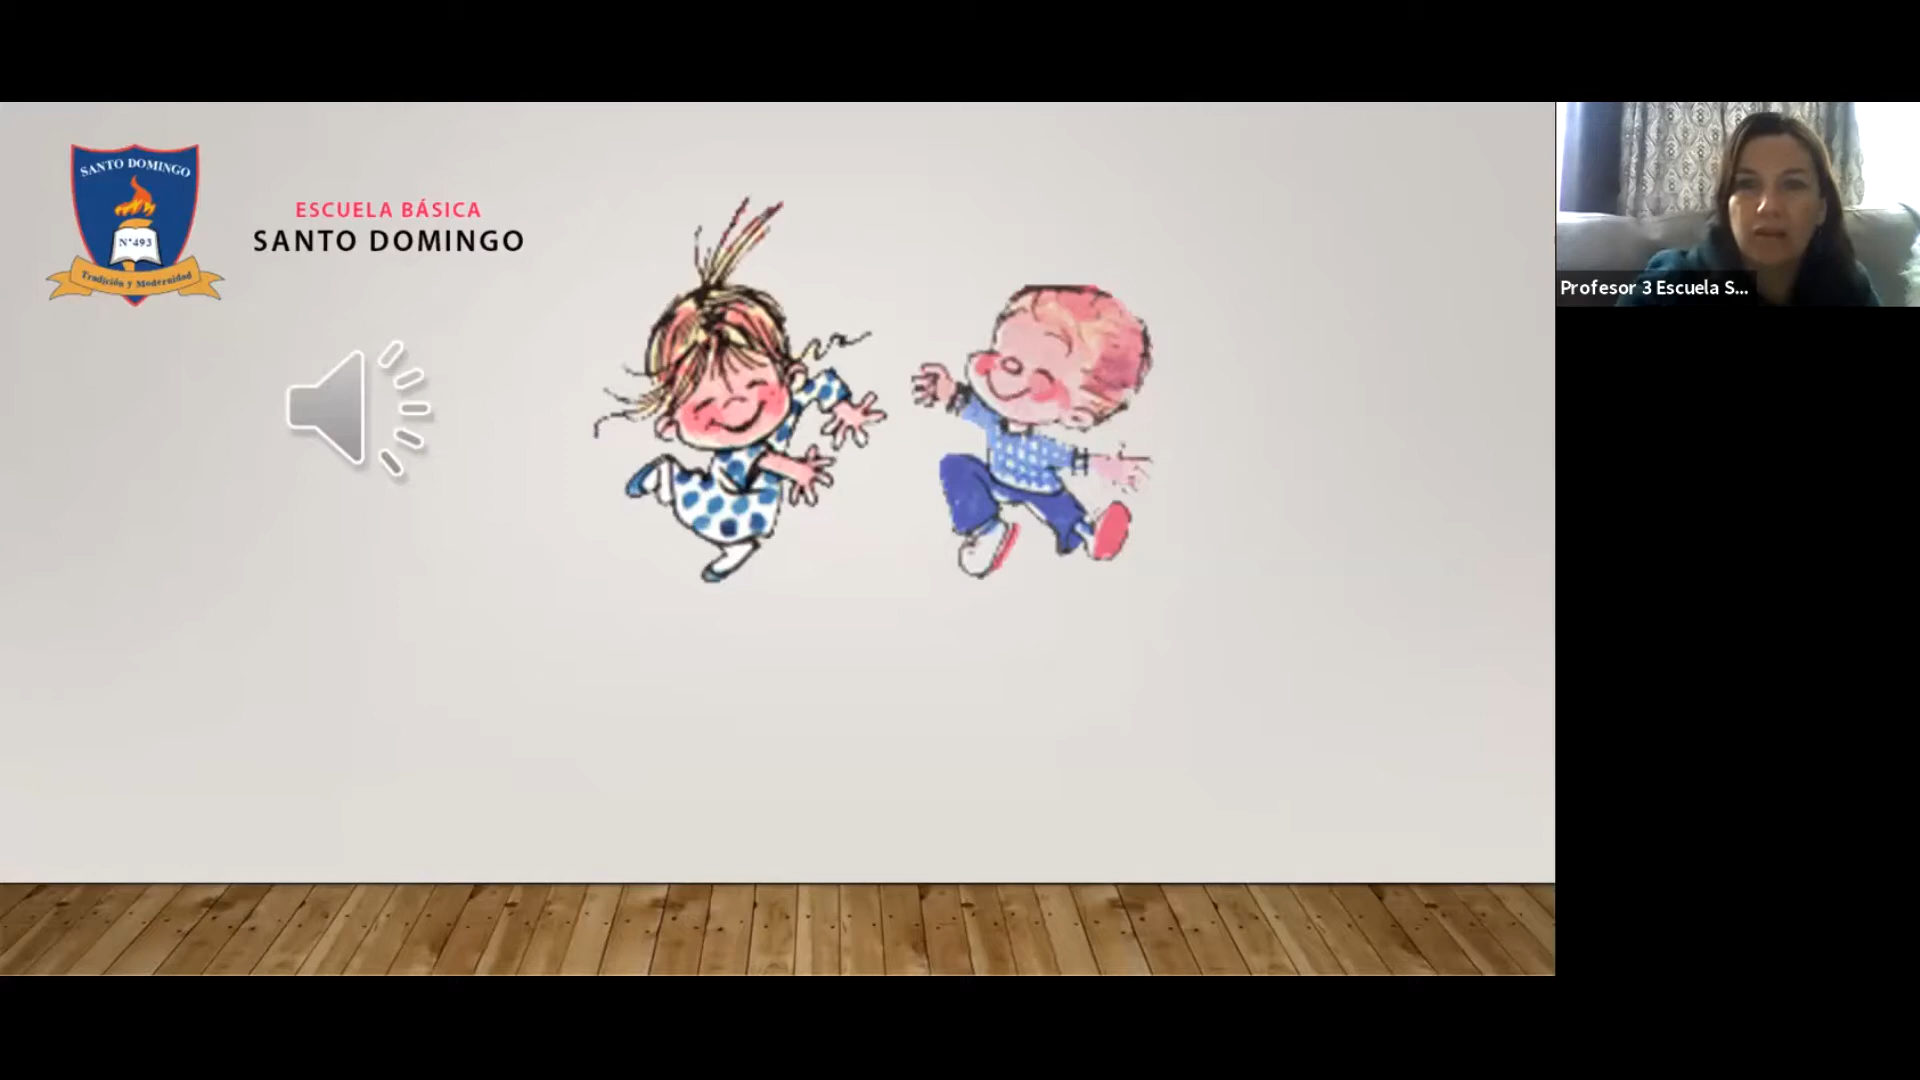 SANTO DOMINGO
N°493
Tradición y Modernidad
ESCUELA BÁSICA
SANTO DOMINGO
Profesor 3 Escuela S...